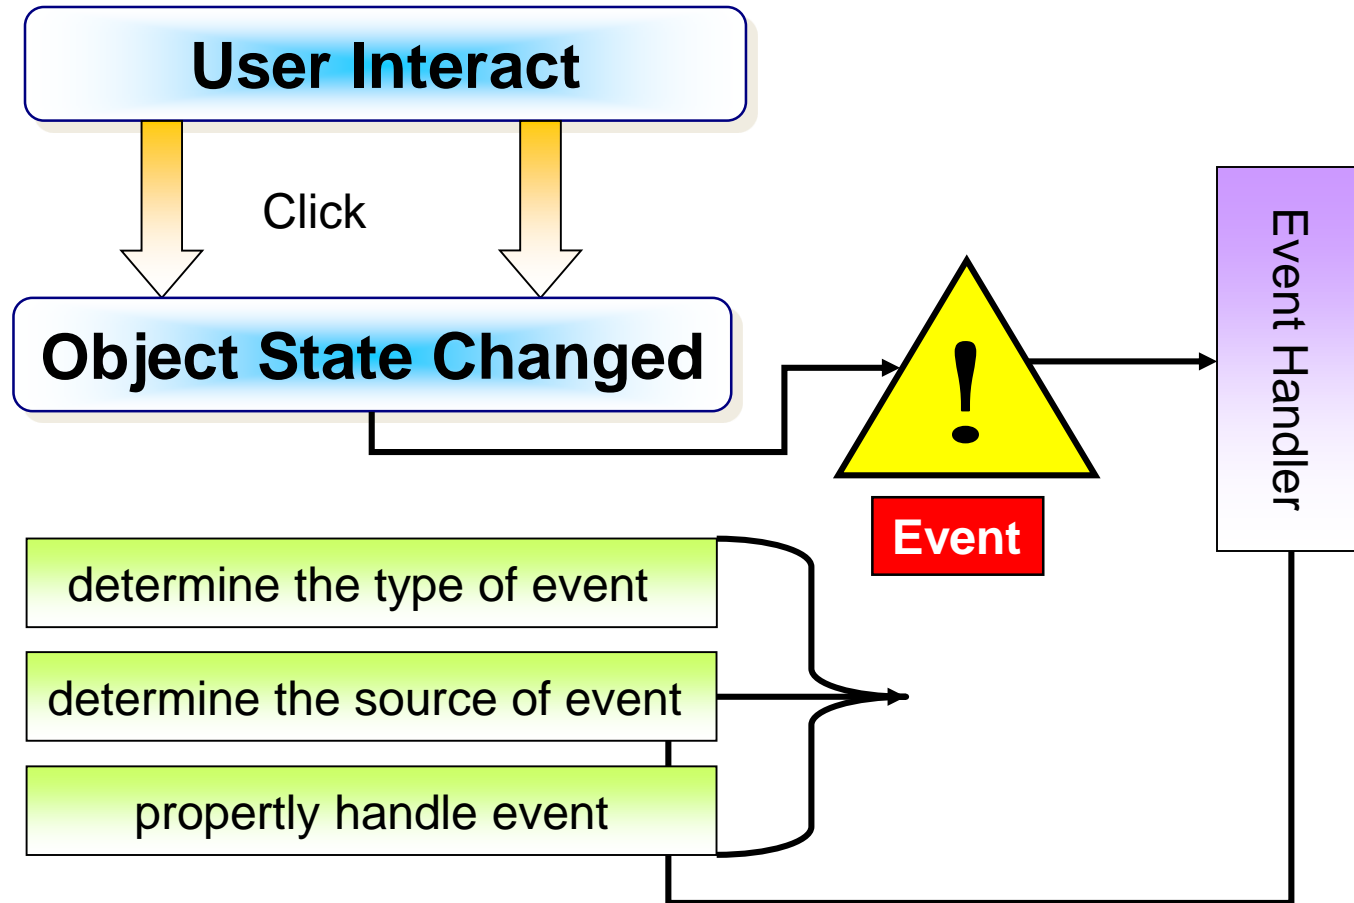 User Interact
Click
Object State Changed
!
Event
Event Handler
determine the type of event
determine the source of event
propertly handle event